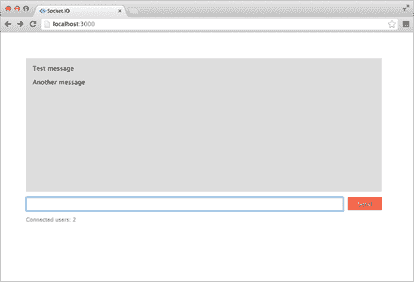 Socket.IO
localhost:3000
Test message
Another message
Connected users: 2